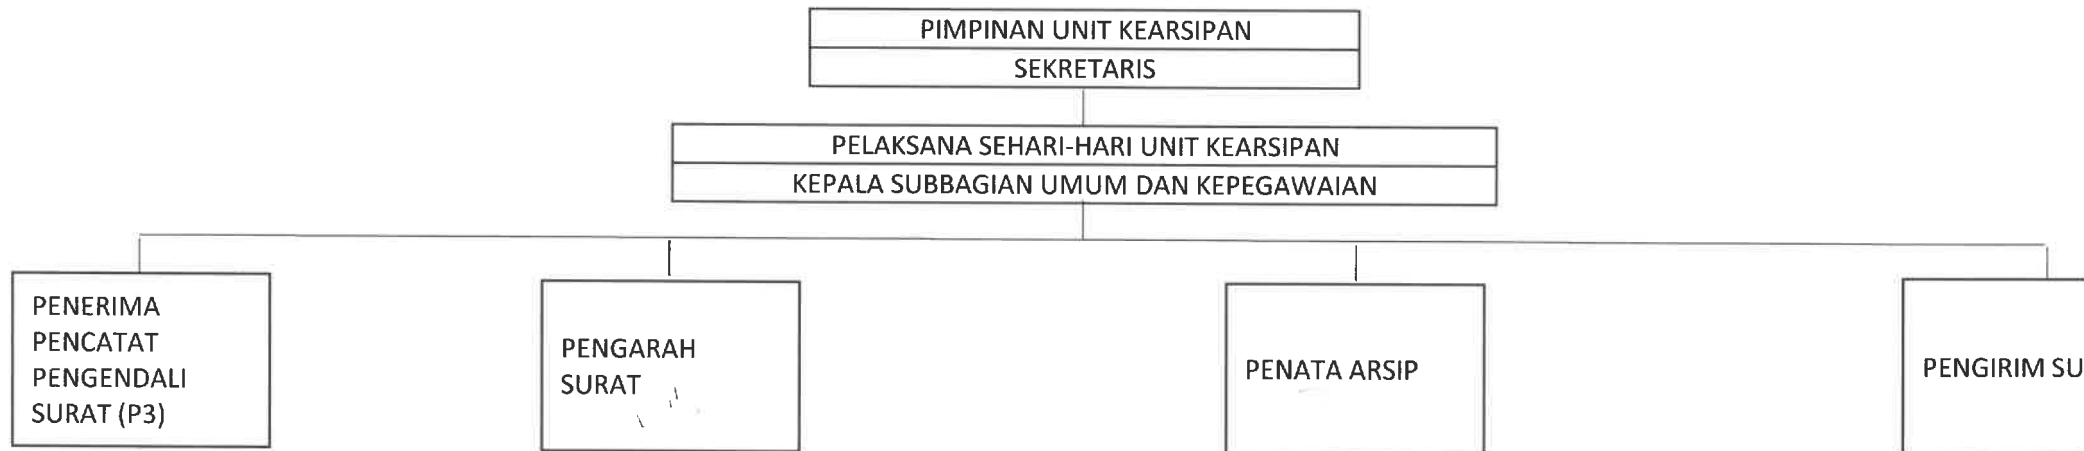 PIMPINAN UNIT KEARSIPAN
SEKRETARIS
PELAKSANA SEHARI-HARI UNIT KEARSIPAN
KEPALA SUBBAGIAN UMUM DAN KEPEGAWAIAN
PENERIMA
PENCATAT
PENGENDALI
SURAT (P3)
PENGARAH
SURAT
PENATA ARSIP
PENGIRIM